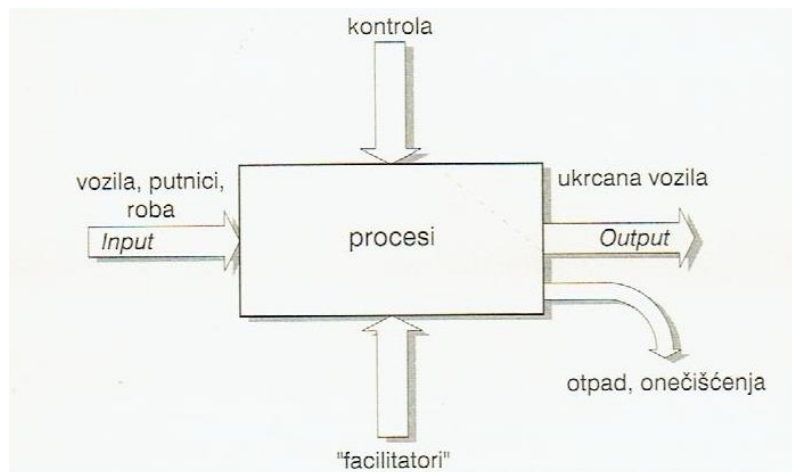 kontrola
vozila, putnici,
roba
Input
procesi
ukrcana vozila
Output
otpad, onečišćenja
"facilitatori"